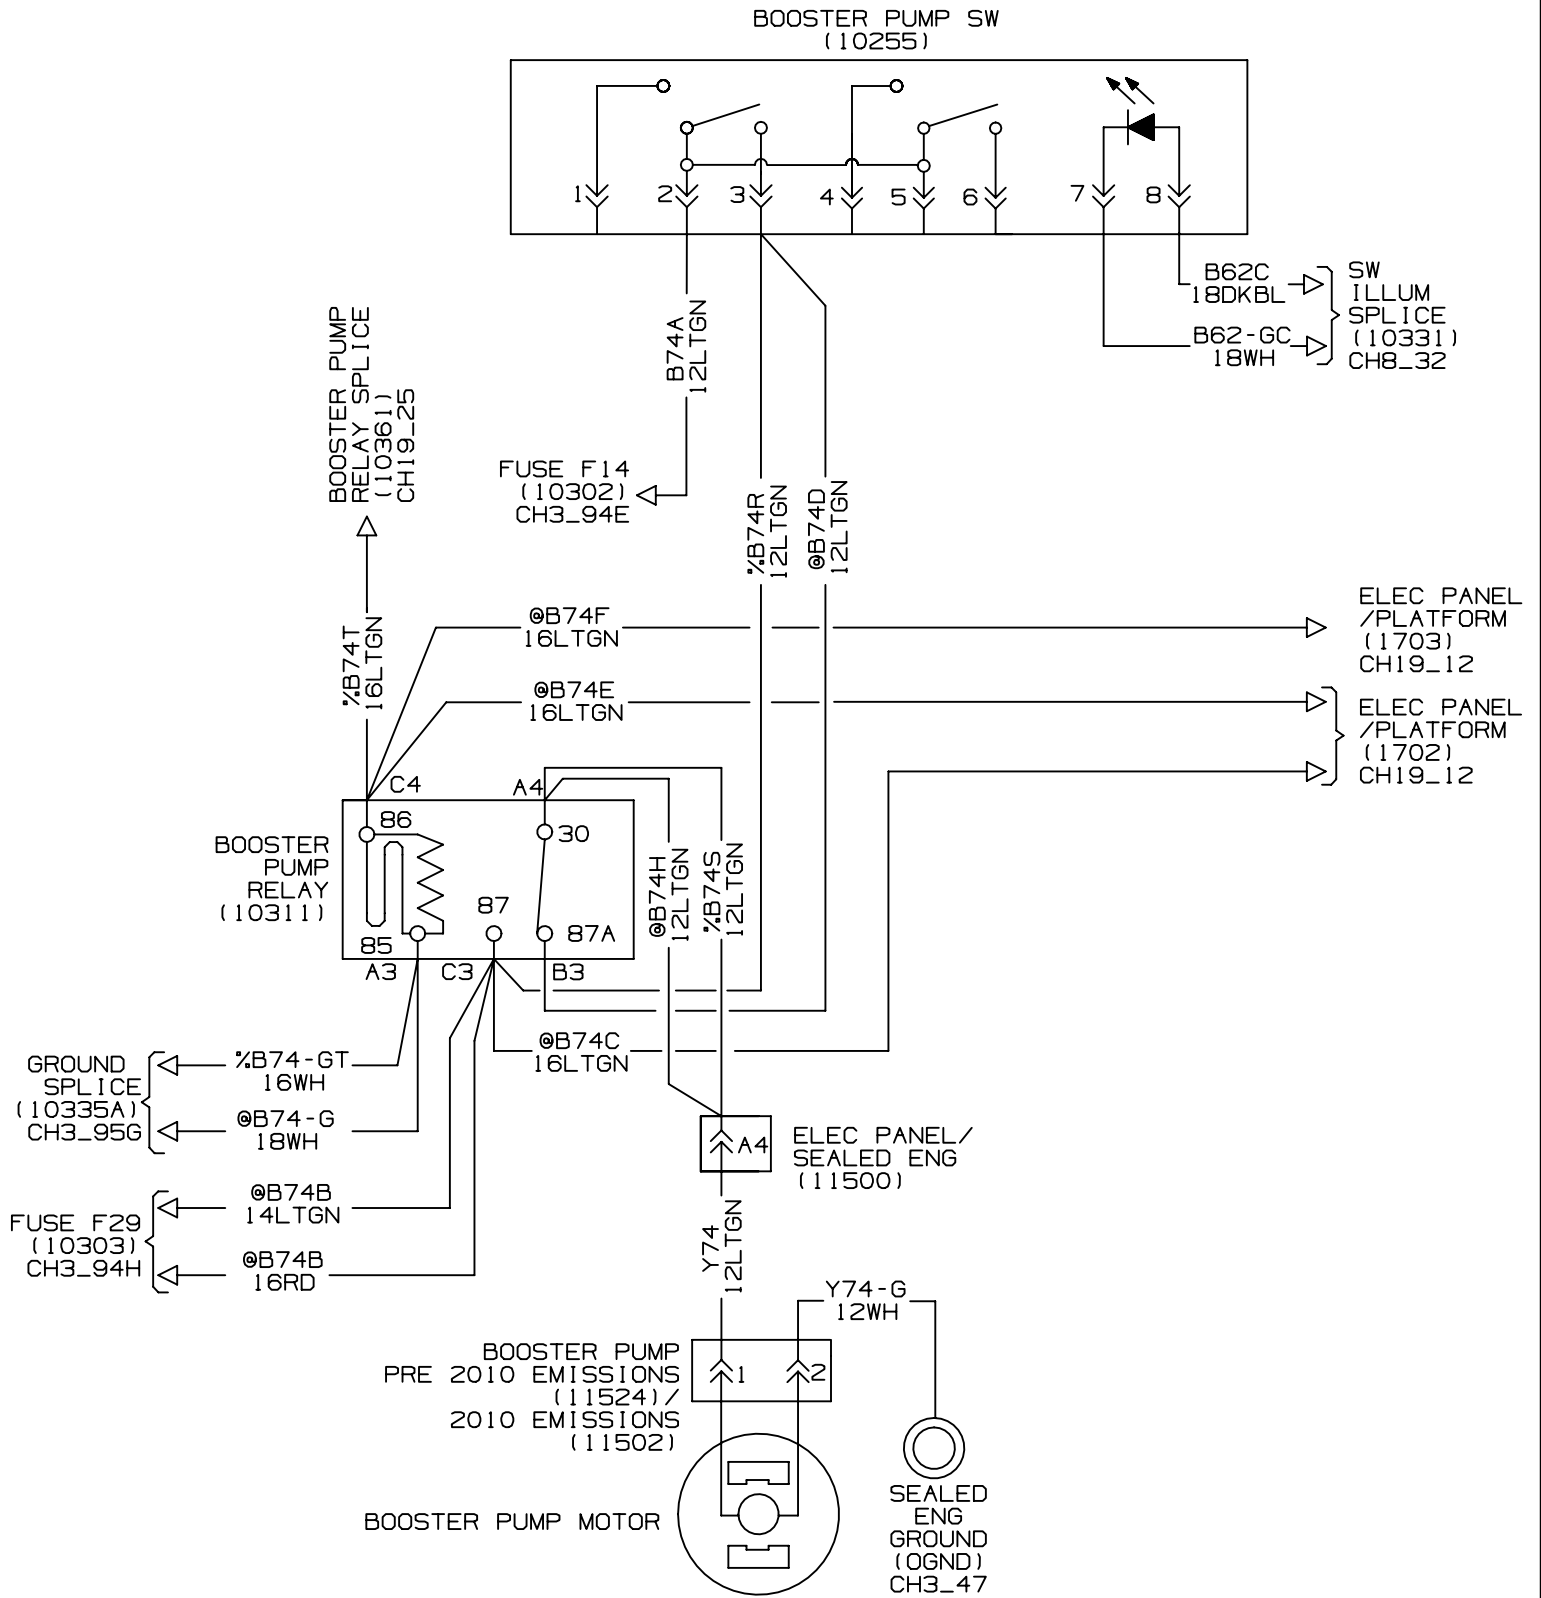 BOOSTER PUMP SW
(10255)
1
2
3
4
5
6
7
8
B62C
18DKBL
B62-GC
18WH
SW
ILLUM
SPLICE
(10331)
CH8_32
B74A
12LTGN
BOOSTER PUMP
RELAY SPLICE
(10361)
CH19_25
FUSE F14
(10302)
CH3_94E
%B74R
12LTGN
@B74D
12LTGN
%B74T
16LTGN
@B74F
16LTGN
ELEC PANEL
/PLATFORM
(1703)
CH19_12
@B74E
16LTGN
ELEC PANEL
/PLATFORM
(1702)
CH19_12
C4
A4
86
30
BOOSTER
PUMP
RELAY
(10311)
87
87A
85
A3
C3
B3
@B74H
12LTGN
%B74S
12LTGN
@B74C
16LTGN
GROUND
SPLICE
(10335A)
CH3_95G
%B74-GT
16WH
@B74-G
18WH
A4
ELEC PANEL/
SEALED ENG
(11500)
FUSE F29
(10303)
CH3_94H
@B74B
14LTGN
@B74B
16RD
Y74
12LTGN
Y74-G
12WH
BOOSTER PUMP
PRE 2010 EMISSIONS
(11524)/
2010 EMISSIONS
(11502)
1
2
BOOSTER PUMP MOTOR
SEALED
ENG
GROUND
(OGND)
CH3_47